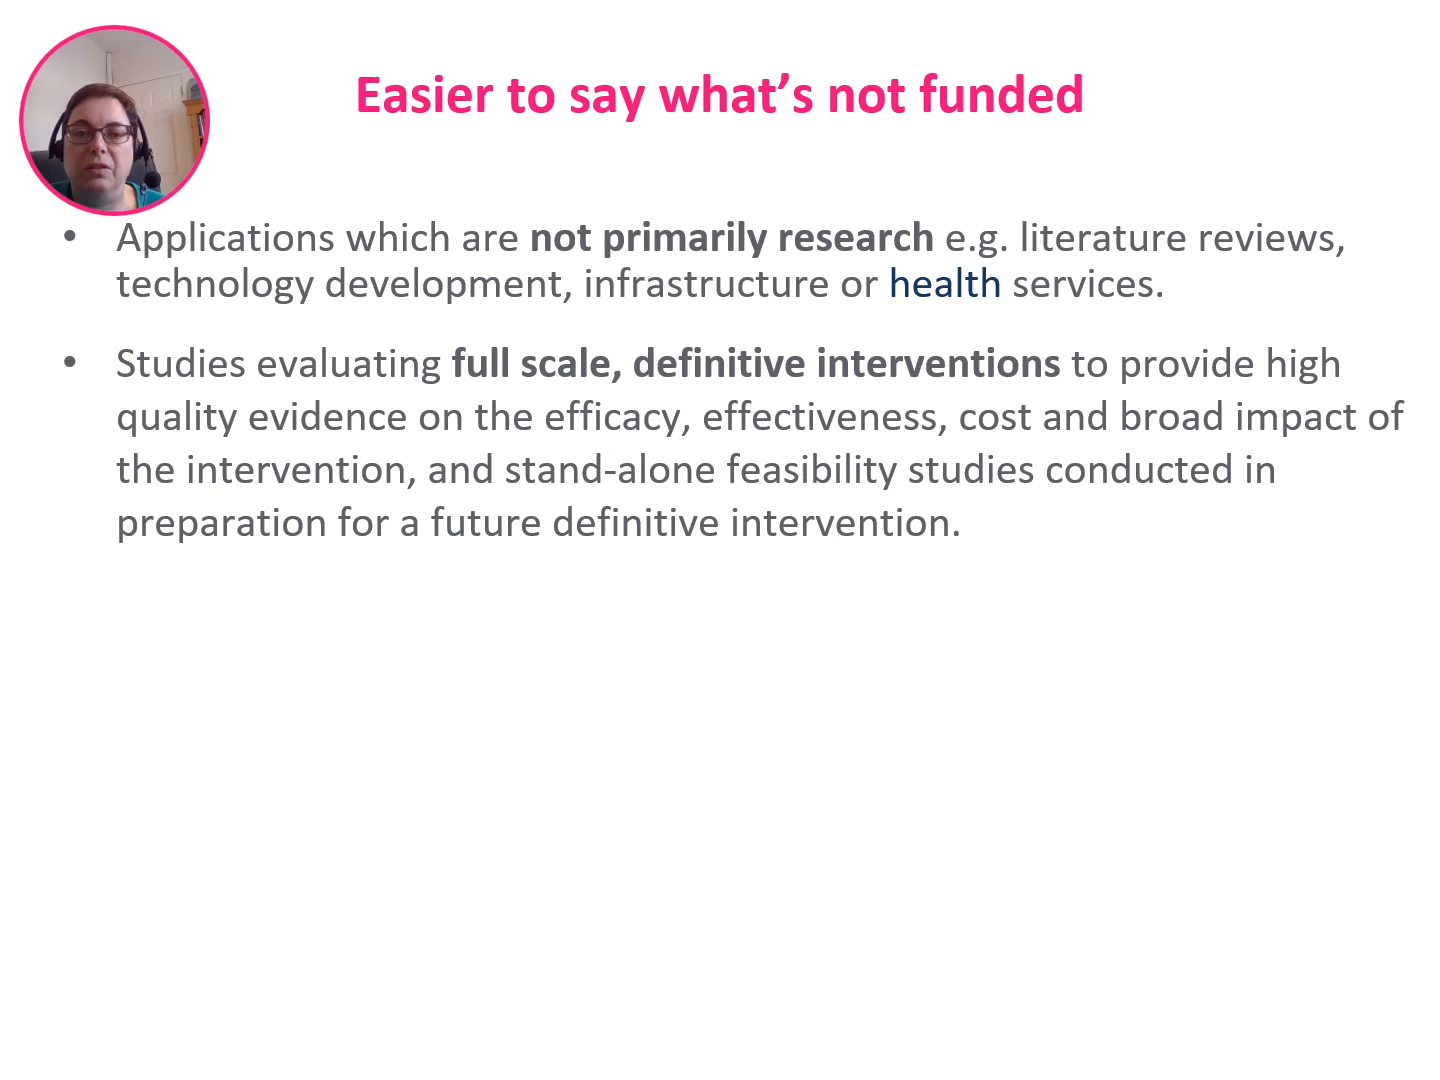 Easier to say what’s not funded
• Applications which are not primarily research e.g. literature reviews,
technology development, infrastructure or health services.
• Studies evaluating full scale, definitive interventions to provide high
quality evidence on the efficacy, effectiveness, cost and broad impact of
the intervention, and stand-alone feasibility studies conducted in
preparation for a future definitive intervention.